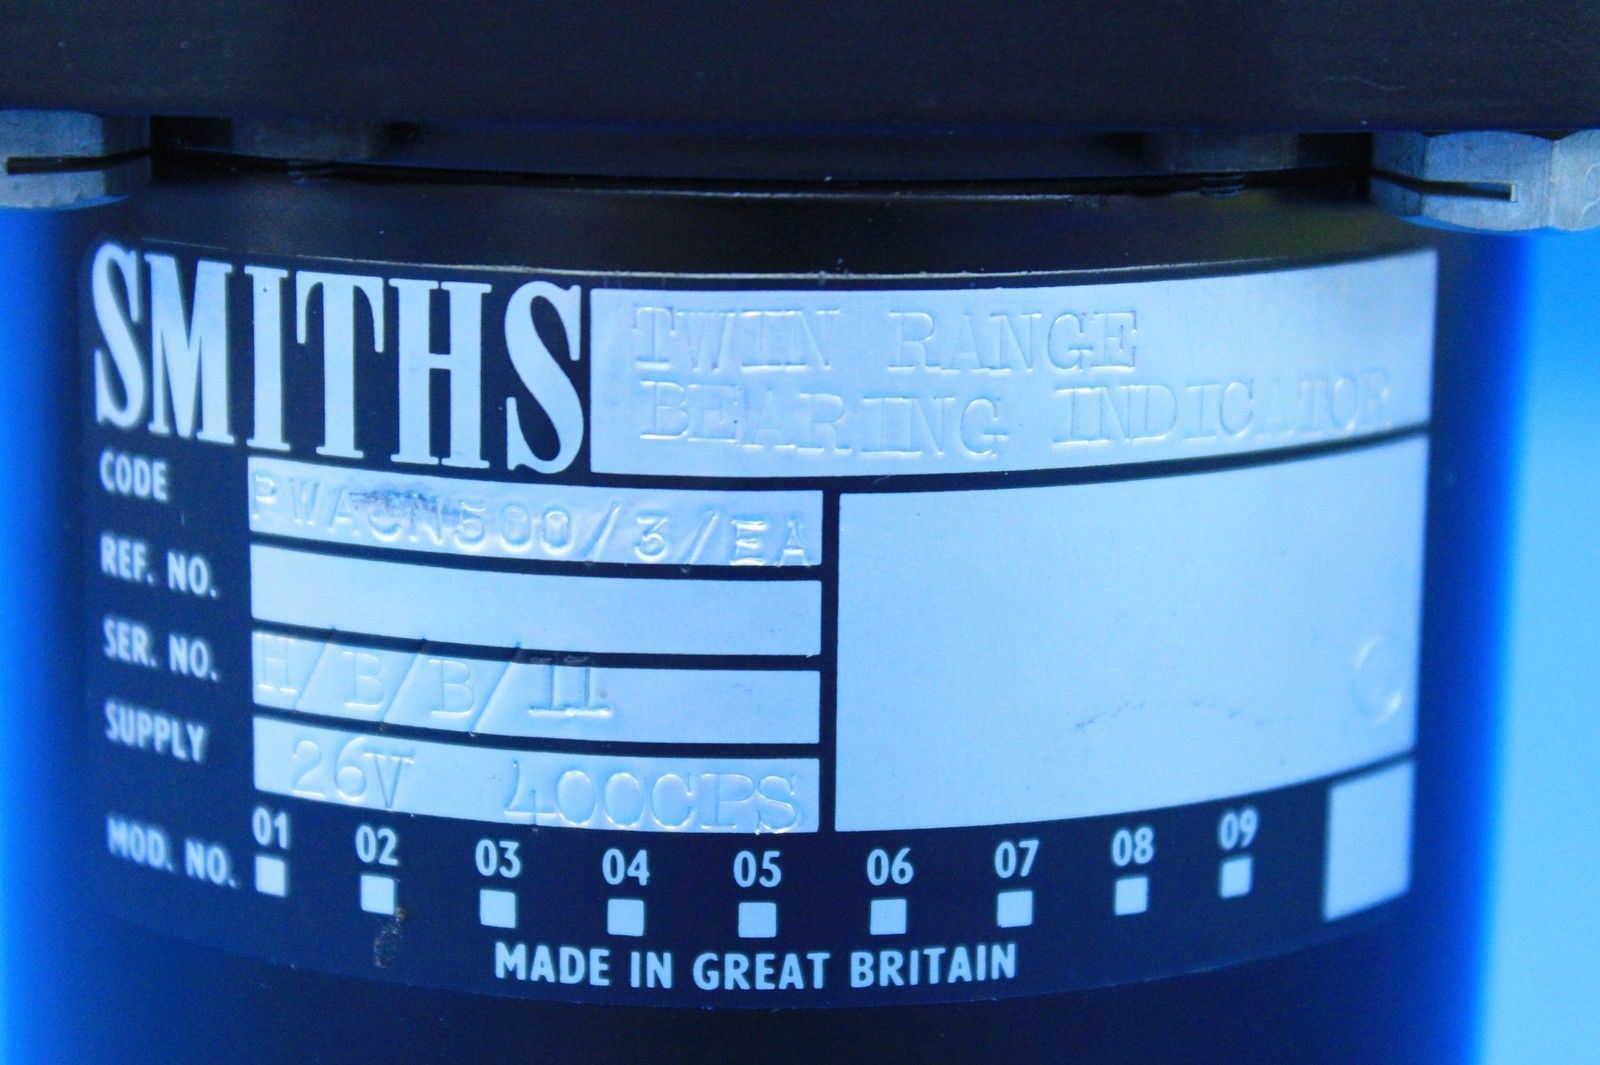 SMITHS
TWIN RANGE
BEARING INDICATOR
CODE PWACN500/3/EA
REF. NO.
SER. NO. H/B/B/11
SUPPLY 26V 400CPS
MOD. NO. 01 02 03 04 05 06 07 08 09
MADE IN GREAT BRITAIN